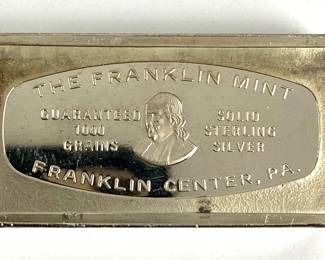 THE FRANKLIN MINT
GUARANTEED
1000
GRAINS
SOLID
STERLING
SILVER
FRANKLIN CENTER, PA.